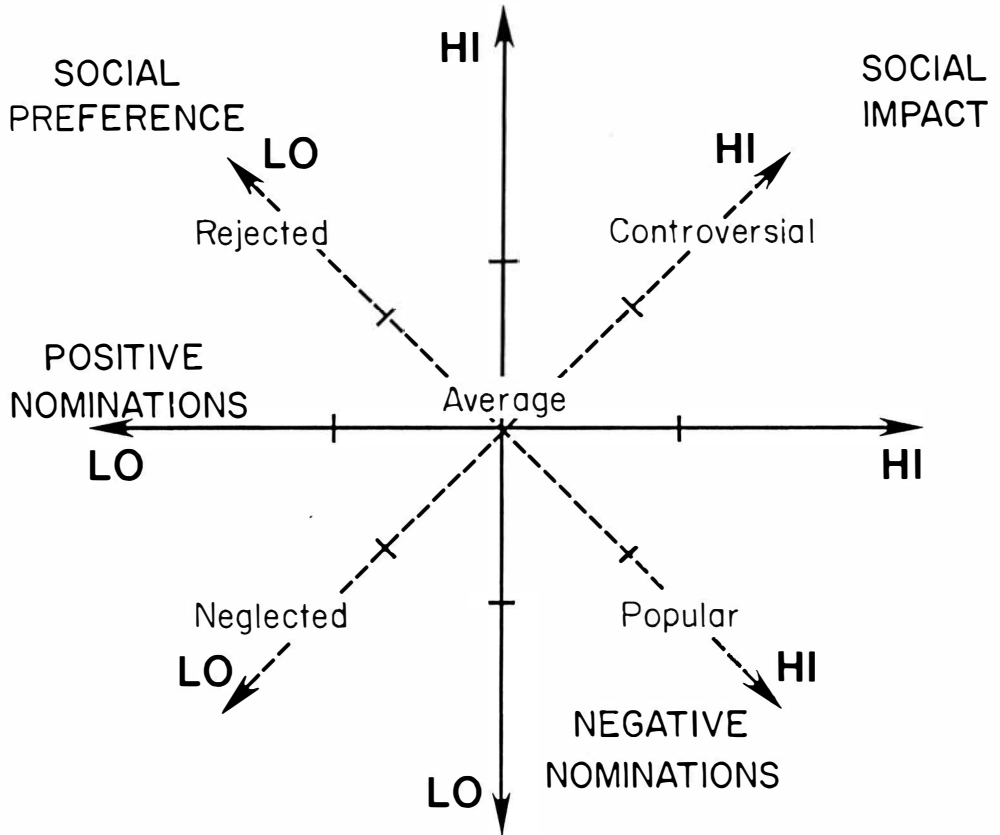 HI
SOCIAL
PREFERENCE
SOCIAL
IMPACT
LO
HI
Rejected
Controversial
POSITIVE
NOMINATIONS
Average
LO
HI
Neglected
Popular
LO
HI
NEGATIVE
NOMINATIONS
LO